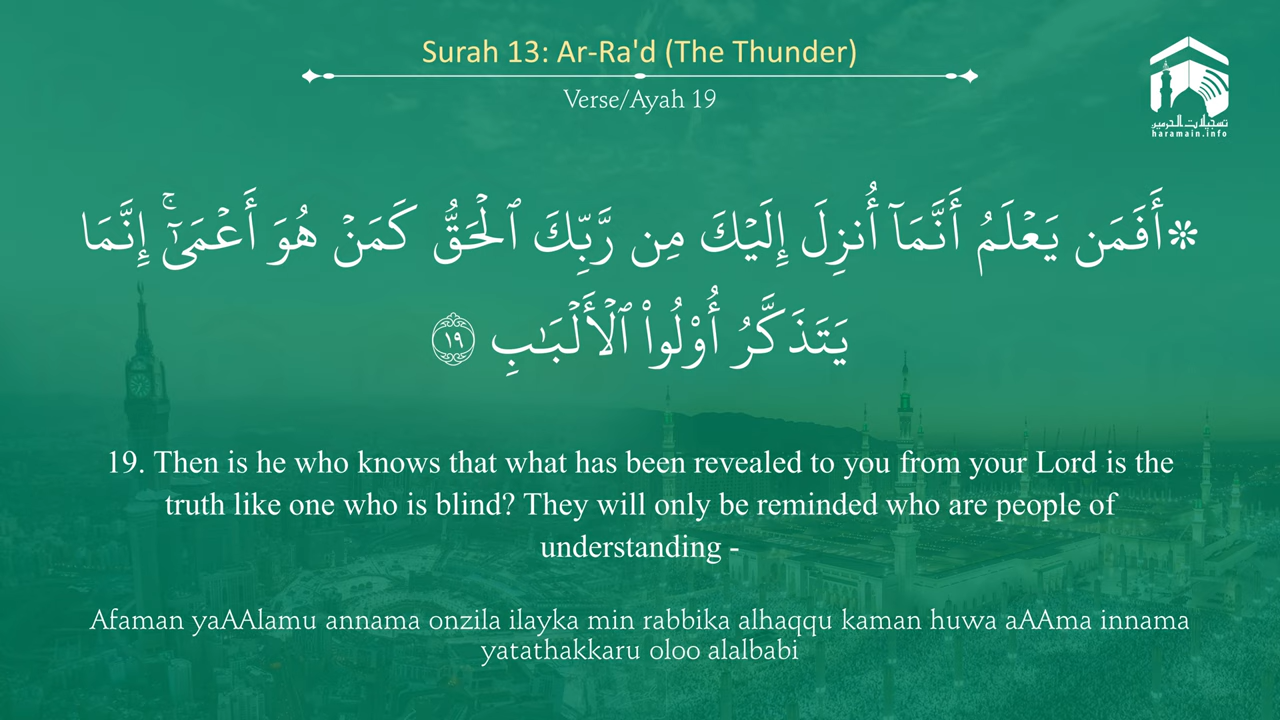 Surah 13: Ar-Ra'd (The Thunder)
Verse/Ayah 19
تسجيلات الحرمين
haramain.info
۞أَفَمَن يَعۡلَمُ أَنَّمَآ أُنزِلَ إِلَيۡكَ مِن رَّبِّكَ ٱلۡحَقُّ كَمَنۡ هُوَ أَعۡمَىٰٓۚ إِنَّمَا
يَتَذَكَّرُ أُوْلُواْ ٱلۡأَلۡبَٰبِ ١٩
19. Then is he who knows that what has been revealed to you from your Lord is the
truth like one who is blind? They will only be reminded who are people of
understanding -
Afaman yaAAlamu annama onzila ilayka min rabbika alhaqqu kaman huwa aAAma innama
yatathakkaru oloo alalbabi